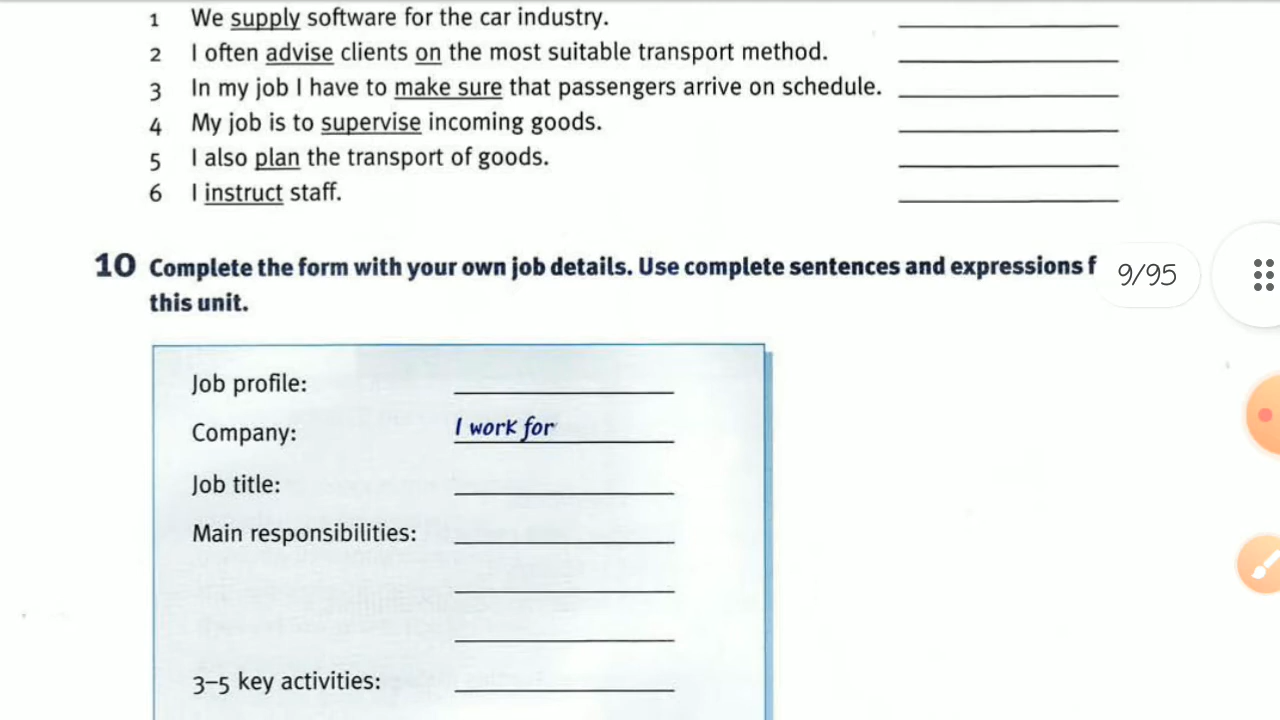 1 We supply software for the car industry.
2 I often advise clients on the most suitable transport method.
3 In my job I have to make sure that passengers arrive on schedule.
4 My job is to supervise incoming goods.
5 I also plan the transport of goods.
6 I instruct staff.
10 Complete the form with your own job details. Use complete sentences and expressions f
this unit.
9/95
Job profile:
Company: I work for
Job title:
Main responsibilities:
3–5 key activities: